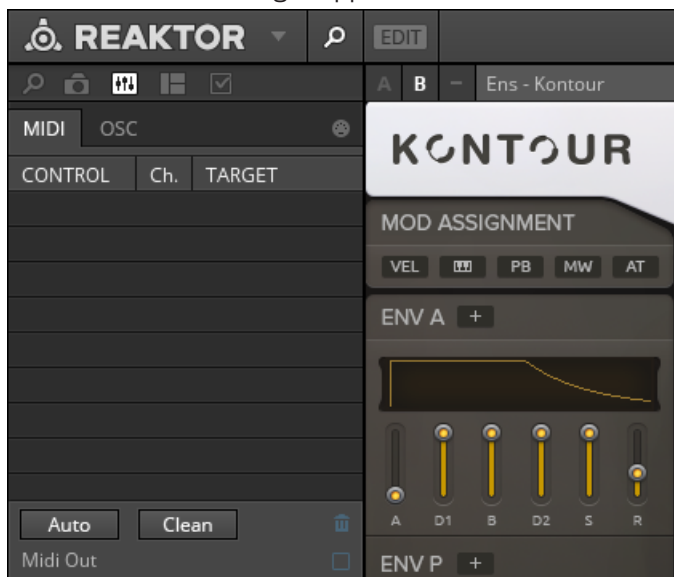 REAKTOR
EDIT
A B – Ens - Kontour
MIDI OSC
CONTROL Ch. TARGET
KONTOUR
MOD ASSIGNMENT
VEL PB MW AT
ENV A +
A D1 B D2 S R
Auto Clean
Midi Out
ENV P +